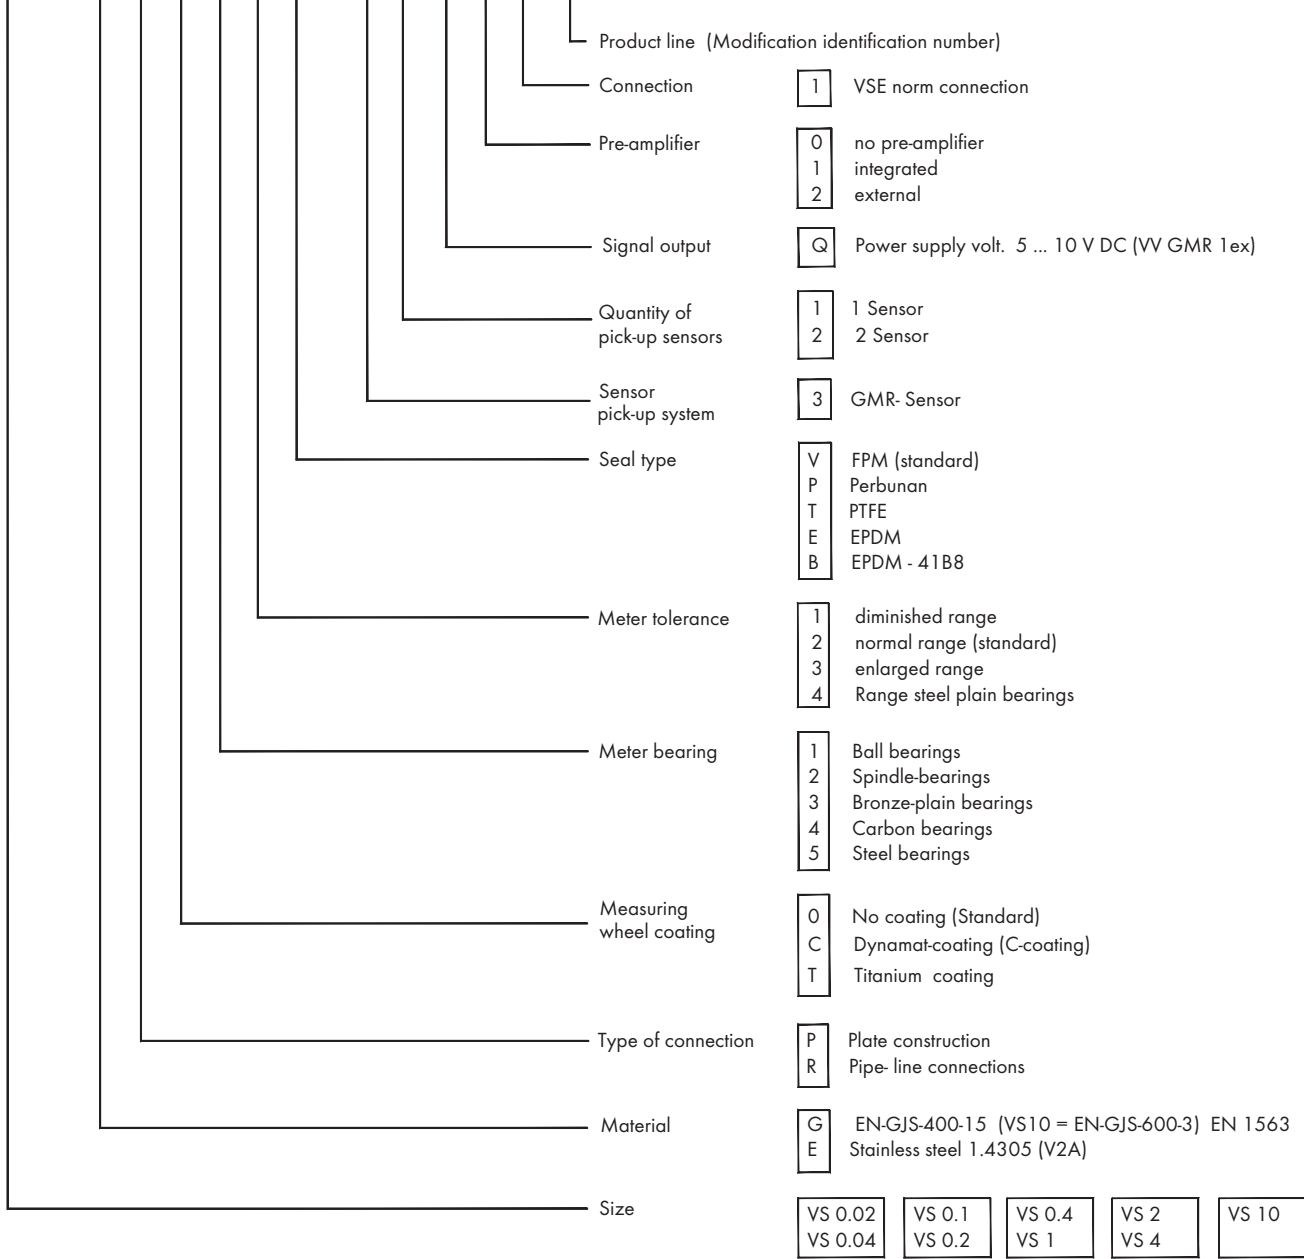 Product line (Modification identification number)
Connection 1 VSE norm connection
Pre-amplifier 0 no pre-amplifier
1 integrated
2 external
Signal output Q Power supply volt. 5 ... 10 V DC (VV GMR 1ex)
Quantity of
pick-up sensors
1 1 Sensor
2 2 Sensor
Sensor
pick-up system
3 GMR- Sensor
Seal type V FPM (standard)
P Perbunan
T PTFE
E EPDM
B EPDM - 41B8
Meter tolerance 1 diminished range
2 normal range (standard)
3 enlarged range
4 Range steel plain bearings
Meter bearing 1 Ball bearings
2 Spindle-bearings
3 Bronze-plain bearings
4 Carbon bearings
5 Steel bearings
Measuring
wheel coating
0 No coating (Standard)
C Dynamat-coating (C-coating)
T Titanium coating
Type of connection P Plate construction
R Pipe- line connections
Material G EN-GJS-400-15 (VS10 = EN-GJS-600-3) EN 1563
E Stainless steel 1.4305 (V2A)
Size VS 0.02 VS 0.1 VS 0.4 VS 2 VS 10
VS 0.04 VS 0.2 VS 1 VS 4